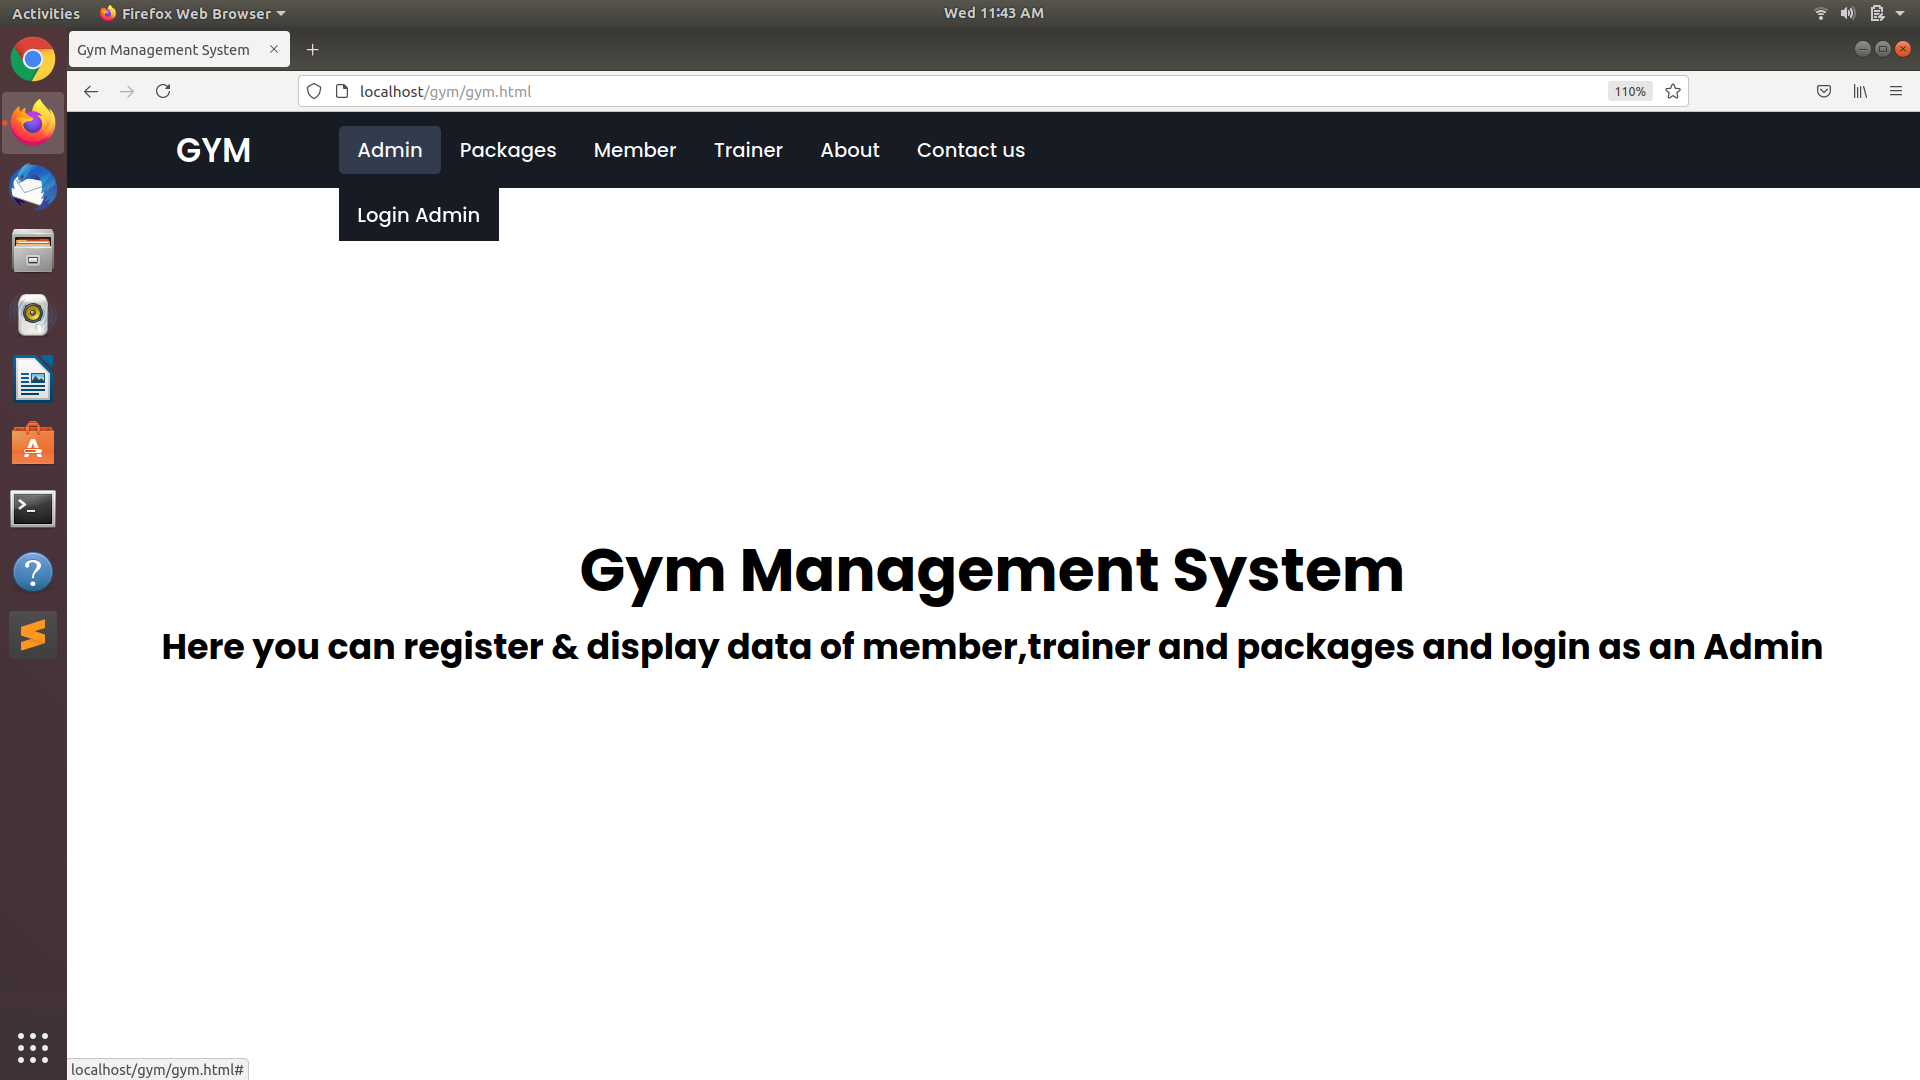 Activities Firefox Web Browser Wed 11:43 AM
Gym Management System
localhost/gym/gym.html 110%
GYM Admin Packages Member Trainer About Contact us
Login Admin
Gym Management System
Here you can register & display data of member,trainer and packages and login as an Admin
localhost/gym/gym.html#